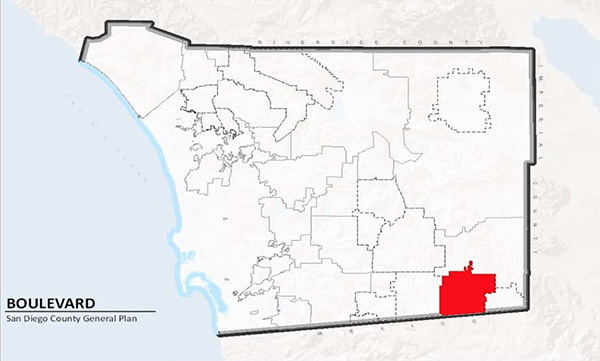 RIVERSIDE COUNTY
IMPERIAL COUNTY
BOULEVARD
San Diego County General Plan
MEXICO